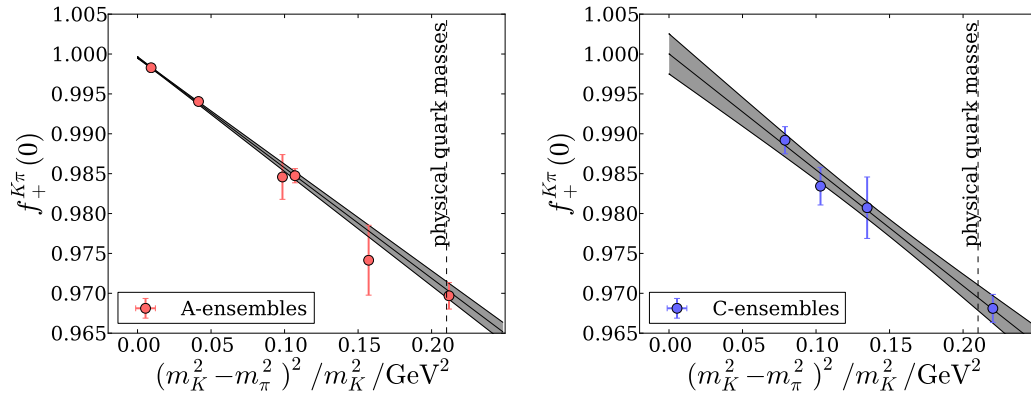 1.005
1.000
0.995
0.990
0.985
0.980
0.975
0.970
0.965
f_+^{Kπ}(0)
physical quark masses
A-ensembles
0.00 0.05 0.10 0.15 0.20
(m_K^2 − m_π^2)^2 /m_K^2 /GeV^2
1.005
1.000
0.995
0.990
0.985
0.980
0.975
0.970
0.965
f_+^{Kπ}(0)
physical quark masses
C-ensembles
0.00 0.05 0.10 0.15 0.20
(m_K^2 − m_π^2)^2 /m_K^2 /GeV^2